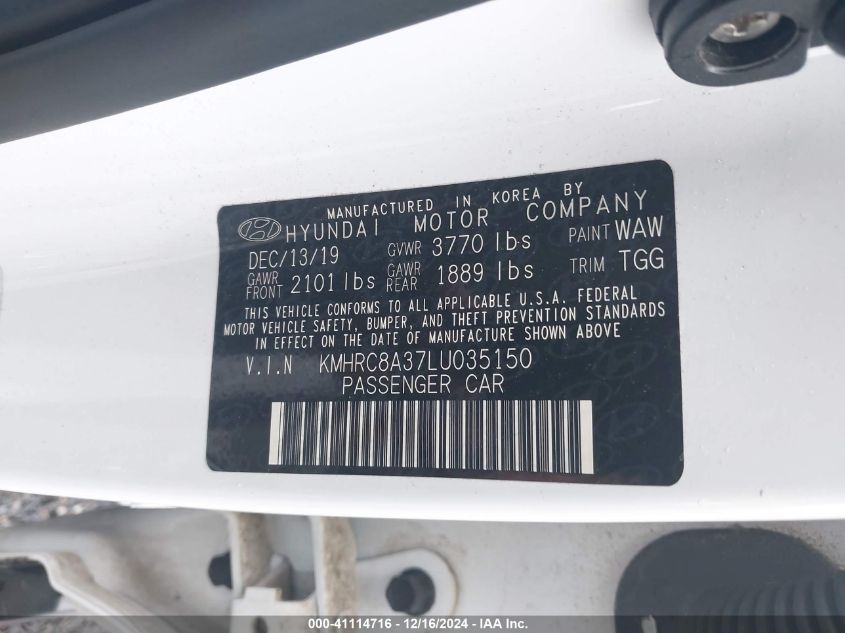 MANUFACTURED IN KOREA BY
HYUNDAI MOTOR COMPANY
DEC/13/19 GVWR 3770 lbs PAINT WAW
GAWR FRONT 2101 lbs GAWR REAR 1889 lbs TRIM TGG
THIS VEHICLE CONFORMS TO ALL APPLICABLE U.S.A. FEDERAL
MOTOR VEHICLE SAFETY, BUMPER, AND THEFT PREVENTION STANDARDS
IN EFFECT ON THE DATE OF MANUFACTURE SHOWN ABOVE
V.I.N KMHRC8A37LU035150
PASSENGER CAR
000-41114716 - 12/16/2024 - IAA Inc.